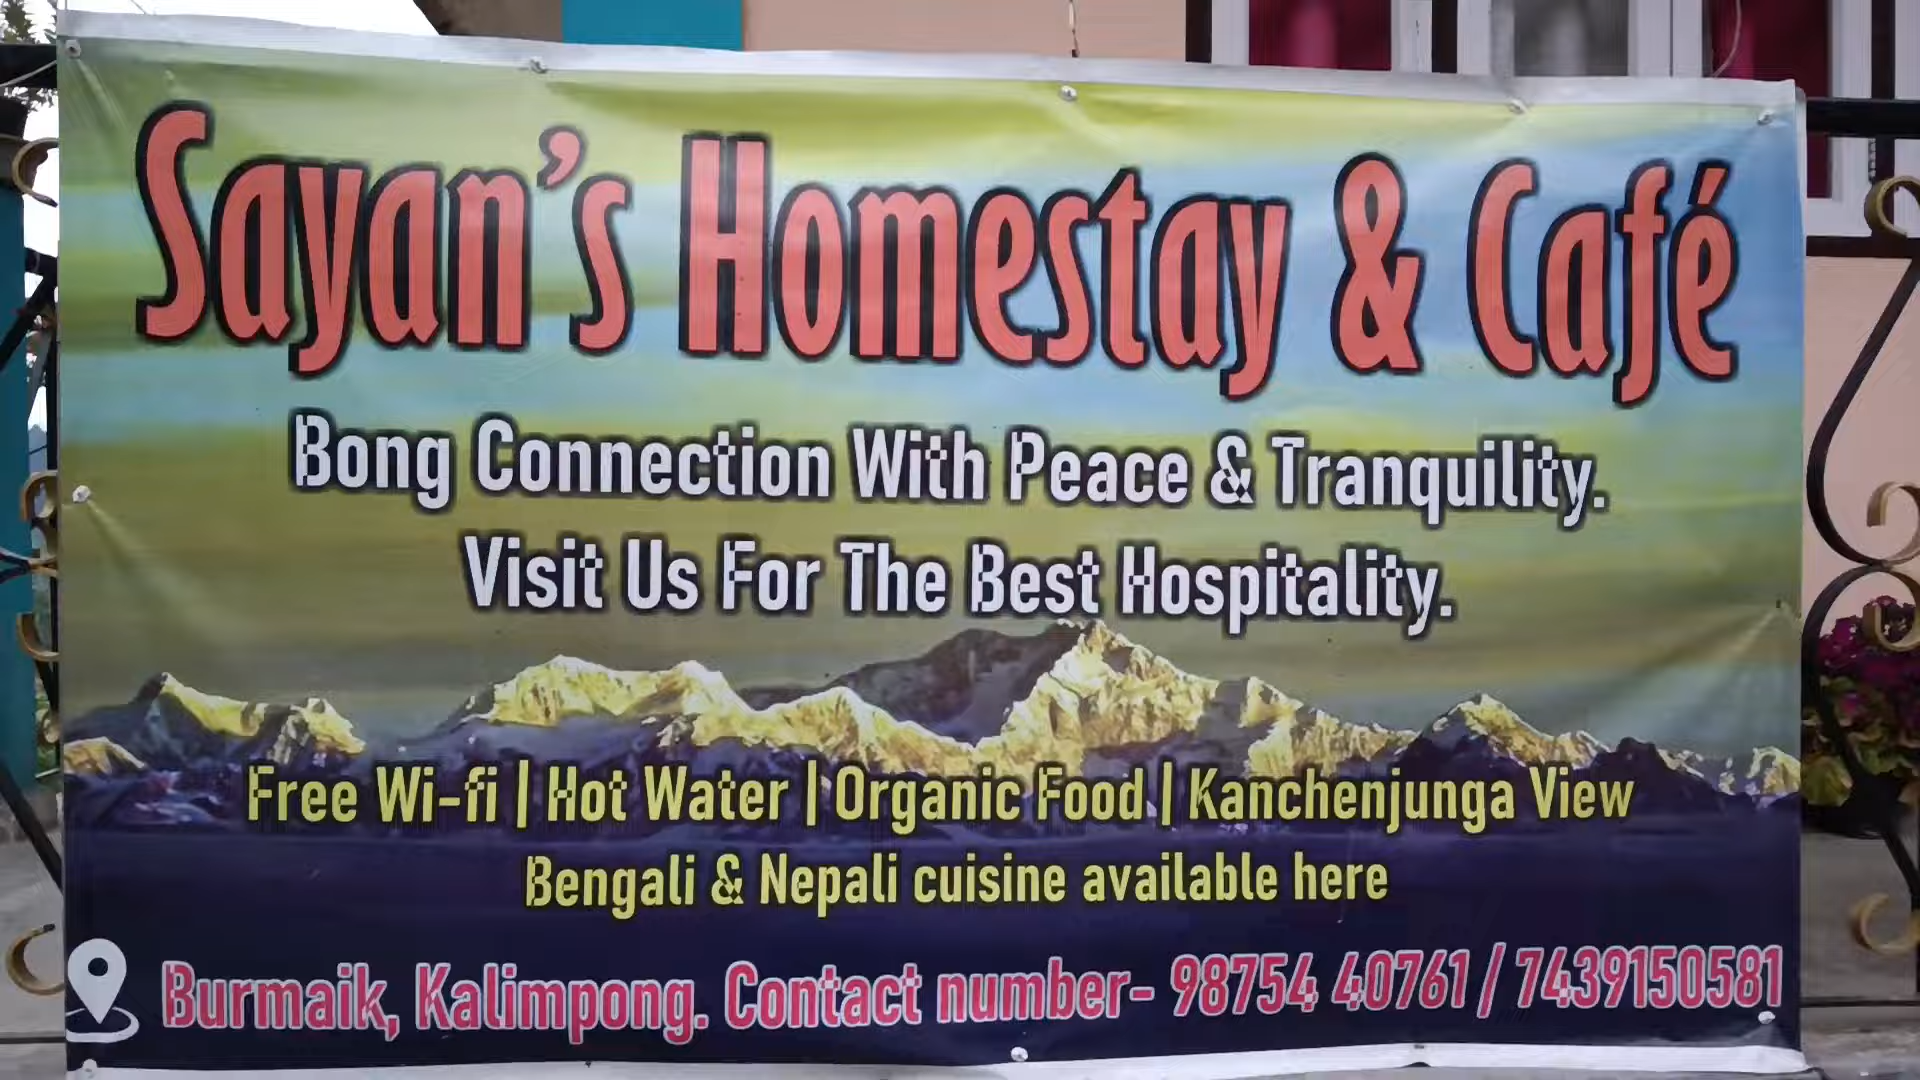 Sayan's Homestay & Café
Bong Connection With Peace & Tranquility.
Visit Us For The Best Hospitality.
Free Wi-fi | Hot Water | Organic Food | Kanchenjunga View
Bengali & Nepali cuisine available here
Burmaik, Kalimpong. Contact number- 98754 40761 / 7439150581